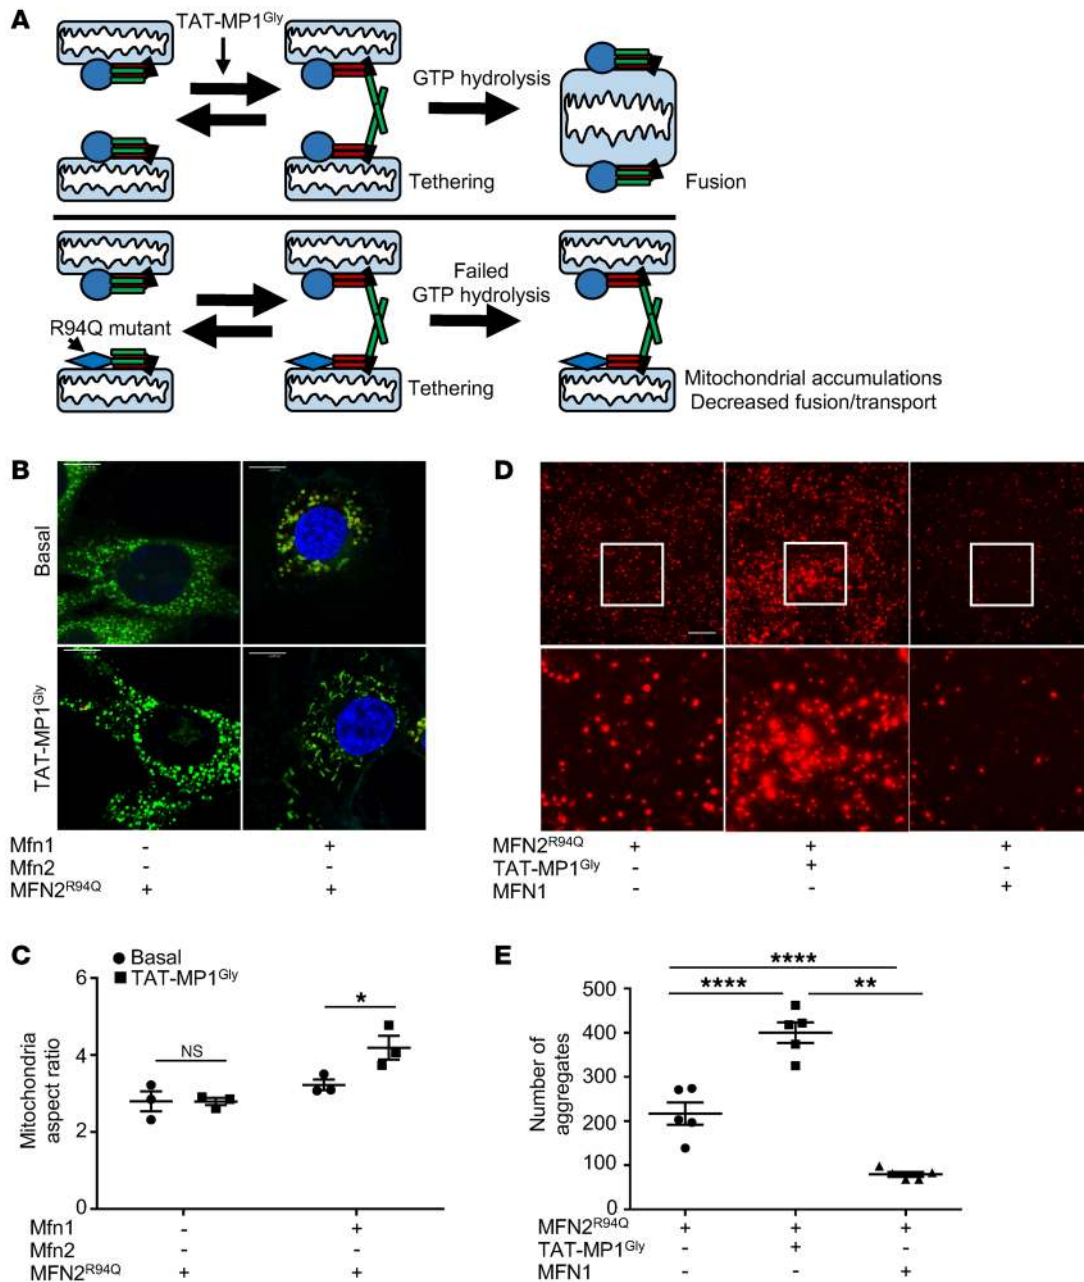 A
TAT-MP1Gly
GTP hydrolysis
Tethering
Fusion
R94Q mutant
Failed
GTP hydrolysis
Tethering
Mitochondrial accumulations
Decreased fusion/transport
B
Basal
TAT-MP1Gly
Mfn1 - +
Mfn2 - -
MFN2R94Q + +
D
MFN2R94Q + + +
TAT-MP1Gly - + -
MFN1 - - +
C
Basal
TAT-MP1Gly
Mitochondria
aspect ratio
6
4
2
0
NS
*
Mfn1 - +
Mfn2 - -
MFN2R94Q + +
E
Number of
aggregates
500
400
300
200
100
0
****
**** **
MFN2R94Q + + +
TAT-MP1Gly - + -
MFN1 - - +